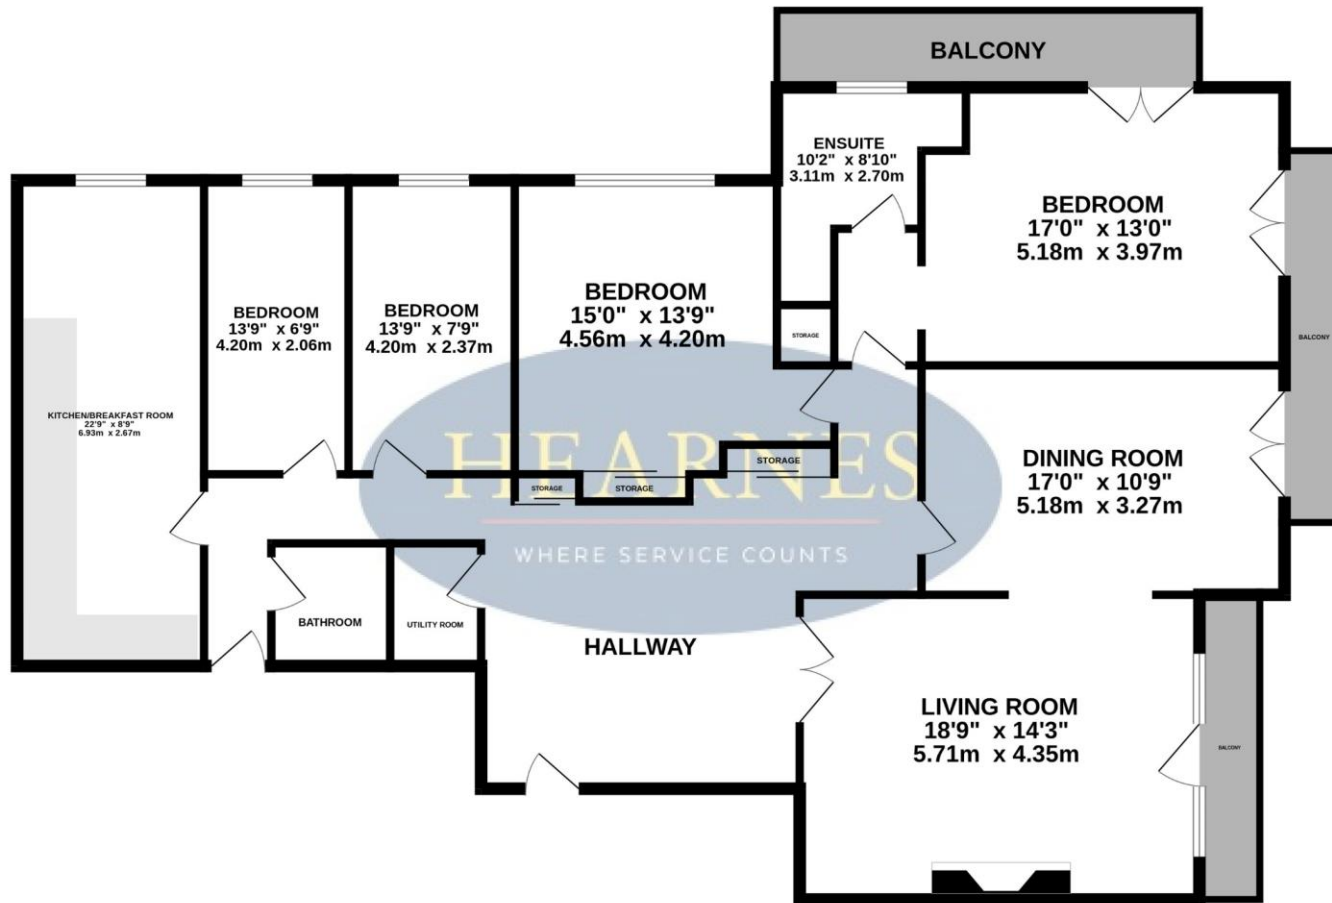 BALCONY
ENSUITE
10'2" x 8'10"
3.11m x 2.70m
BEDROOM
17'0" x 13'0"
5.18m x 3.97m
BALCONY
STORAGE
BEDROOM
15'0" x 13'9"
4.56m x 4.20m
BEDROOM
13'9" x 7'9"
4.20m x 2.37m
BEDROOM
13'9" x 6'9"
4.20m x 2.06m
KITCHEN/BREAKFAST ROOM
22'9" x 8'9"
6.93m x 2.67m
STORAGE
STORAGE
STORAGE
HEARNES
WHERE SERVICE COUNTS
DINING ROOM
17'0" x 10'9"
5.18m x 3.27m
BATHROOM
UTILITY ROOM
HALLWAY
LIVING ROOM
18'9" x 14'3"
5.71m x 4.35m
BALCONY